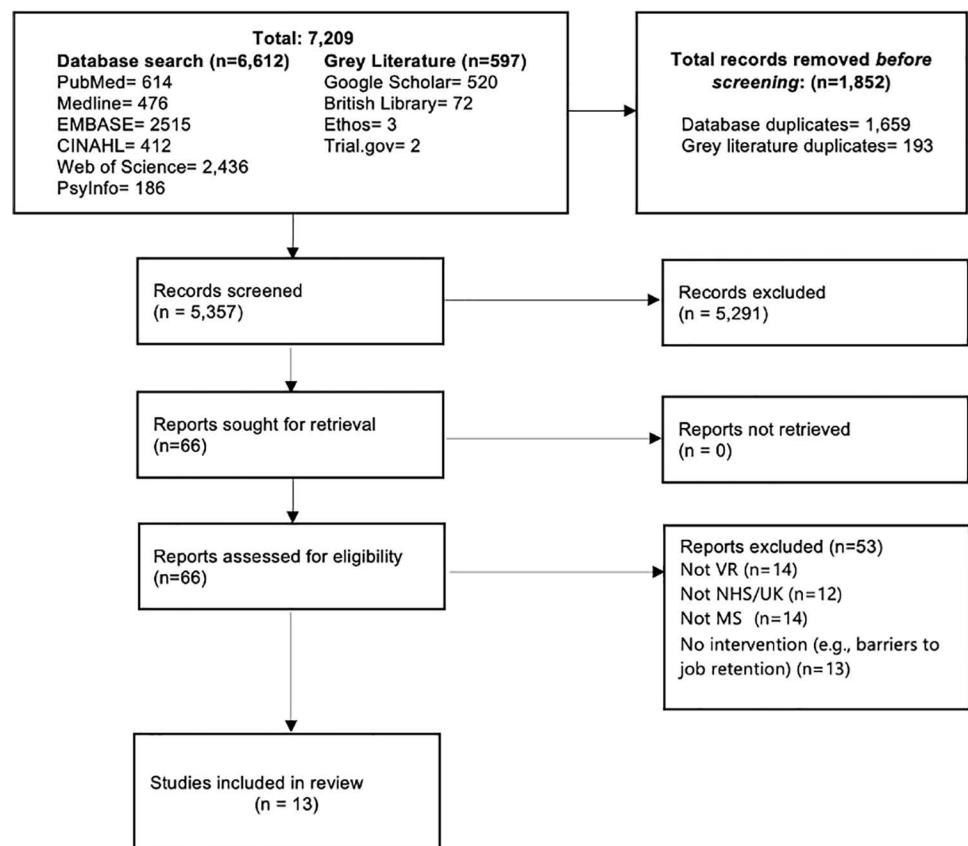 Total: 7,209
Database search (n=6,612)
PubMed= 614
Medline= 476
EMBASE= 2515
CINAHL= 412
Web of Science= 2,436
PsyInfo= 186
Grey Literature (n=597)
Google Scholar= 520
British Library= 72
Ethos= 3
Trial.gov= 2
Total records removed before
screening: (n=1,852)
Database duplicates= 1,659
Grey literature duplicates= 193
Records screened
(n = 5,357)
Records excluded
(n = 5,291)
Reports sought for retrieval
(n=66)
Reports not retrieved
(n = 0)
Reports assessed for eligibility
(n=66)
Reports excluded (n=53)
Not VR (n=14)
Not NHS/UK (n=12)
Not MS (n=14)
No intervention (e.g., barriers to
job retention) (n=13)
Studies included in review
(n = 13)